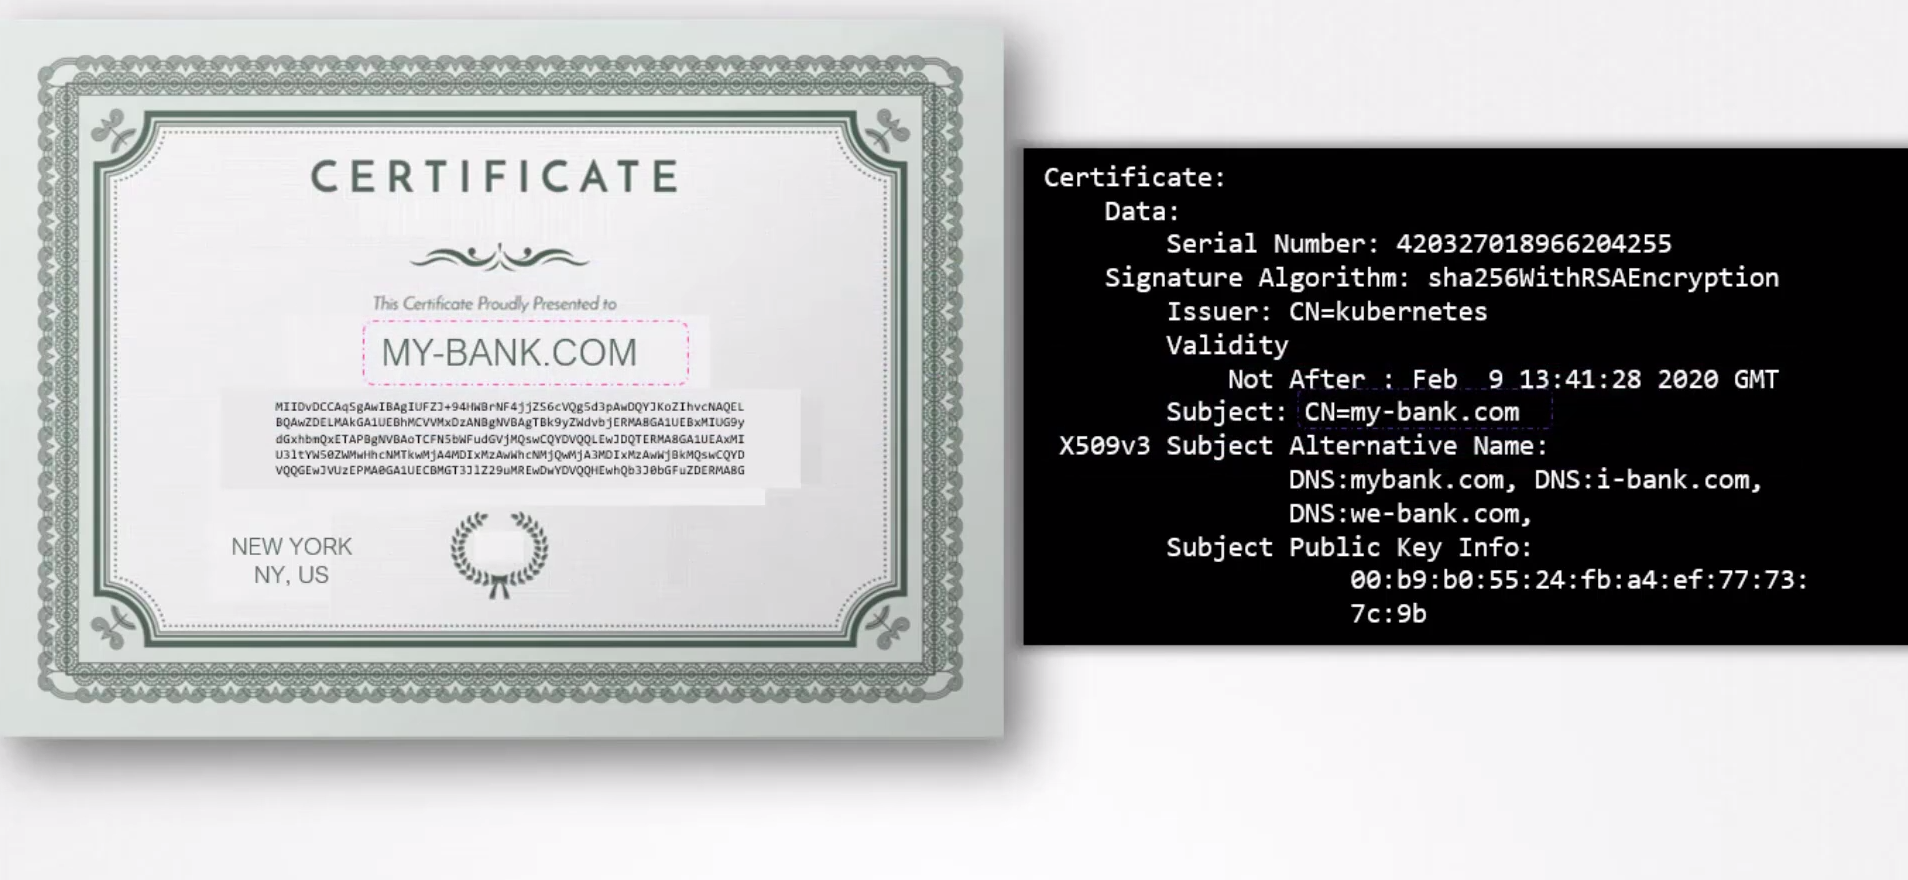 CERTIFICATE
This Certificate Proudly Presented to
MY-BANK.COM
MIIDvDCCAqSgAwIBAgIUFZJ+94HWBrNF4jjZS6cVQg5d3pAwDQYJKoZIhvcNAQEL
BQAwZDELMAkGA1UEBhMCVVMxDzANBgNVBAgTBk9yZWdvbjERMA8GA1UEBxMIUG9y
dGxhbmQxETAPBgNVBAoTCFN5bWFudGVjMQswCQYDVQQLEwJDQTERMA8GA1UEAxMI
U3ltYW50ZWMwHhcNMTkwMjA4MDIxMzAwWhcNMjQwMjA3MDIxMzAwWjBkMQswCQYD
VQQGEwJVUzEPMA0GA1UECBMGT3JlZ29uMREwDwYDVQQHEwhQb3J0bGFuZDERMA8G
NEW YORK
NY, US
Certificate:
Data:
Serial Number: 420327018966204255
Signature Algorithm: sha256WithRSAEncryption
Issuer: CN=kubernetes
Validity
Not After : Feb  9 13:41:28 2020 GMT
Subject: CN=my-bank.com
X509v3 Subject Alternative Name:
DNS:mybank.com, DNS:i-bank.com,
DNS:we-bank.com,
Subject Public Key Info:
00:b9:b0:55:24:fb:a4:ef:77:73:
7c:9b